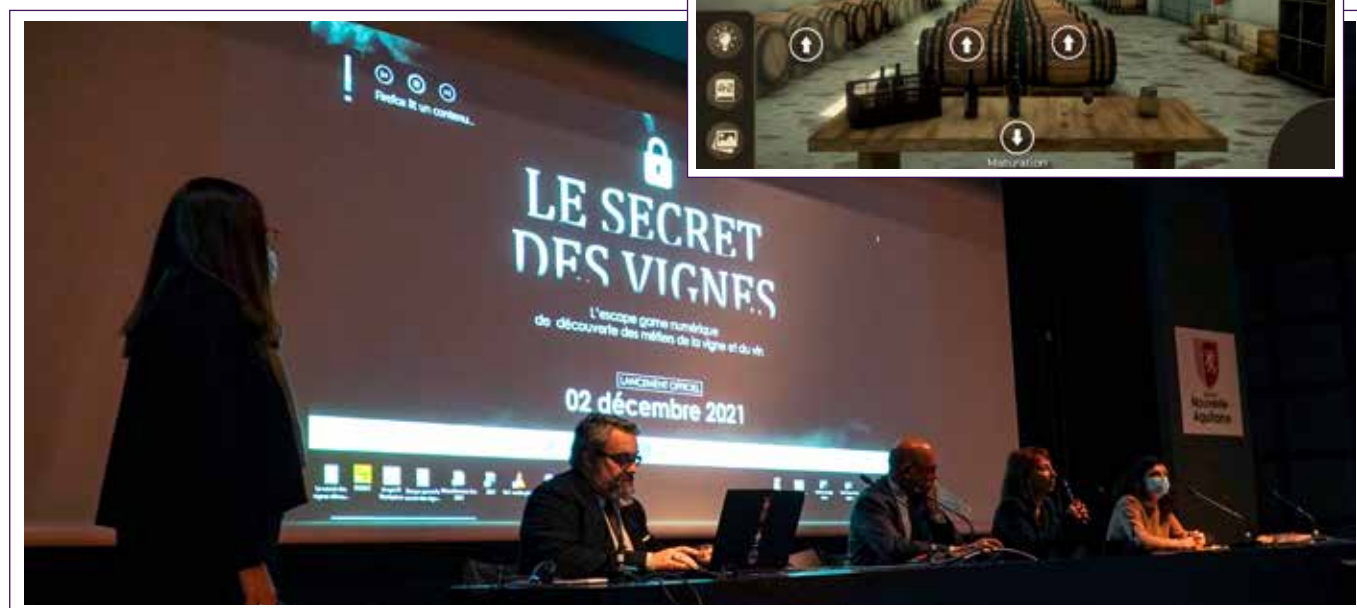 Maturation
Firefox lit un contenu...
LE SECRET
DES VIGNES
L'escape game numérique
de découverte des métiers de la vigne et du vin
LANCEMENT OFFICIEL
02 décembre 2021
Nouvelle-
Aquitaine